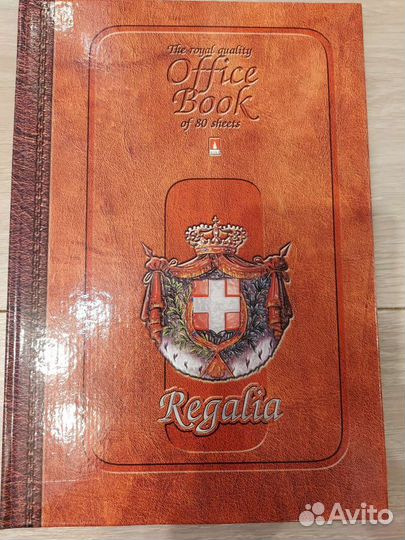 The royal quality
Office
Book
of 80 sheets
Regalia
Avito